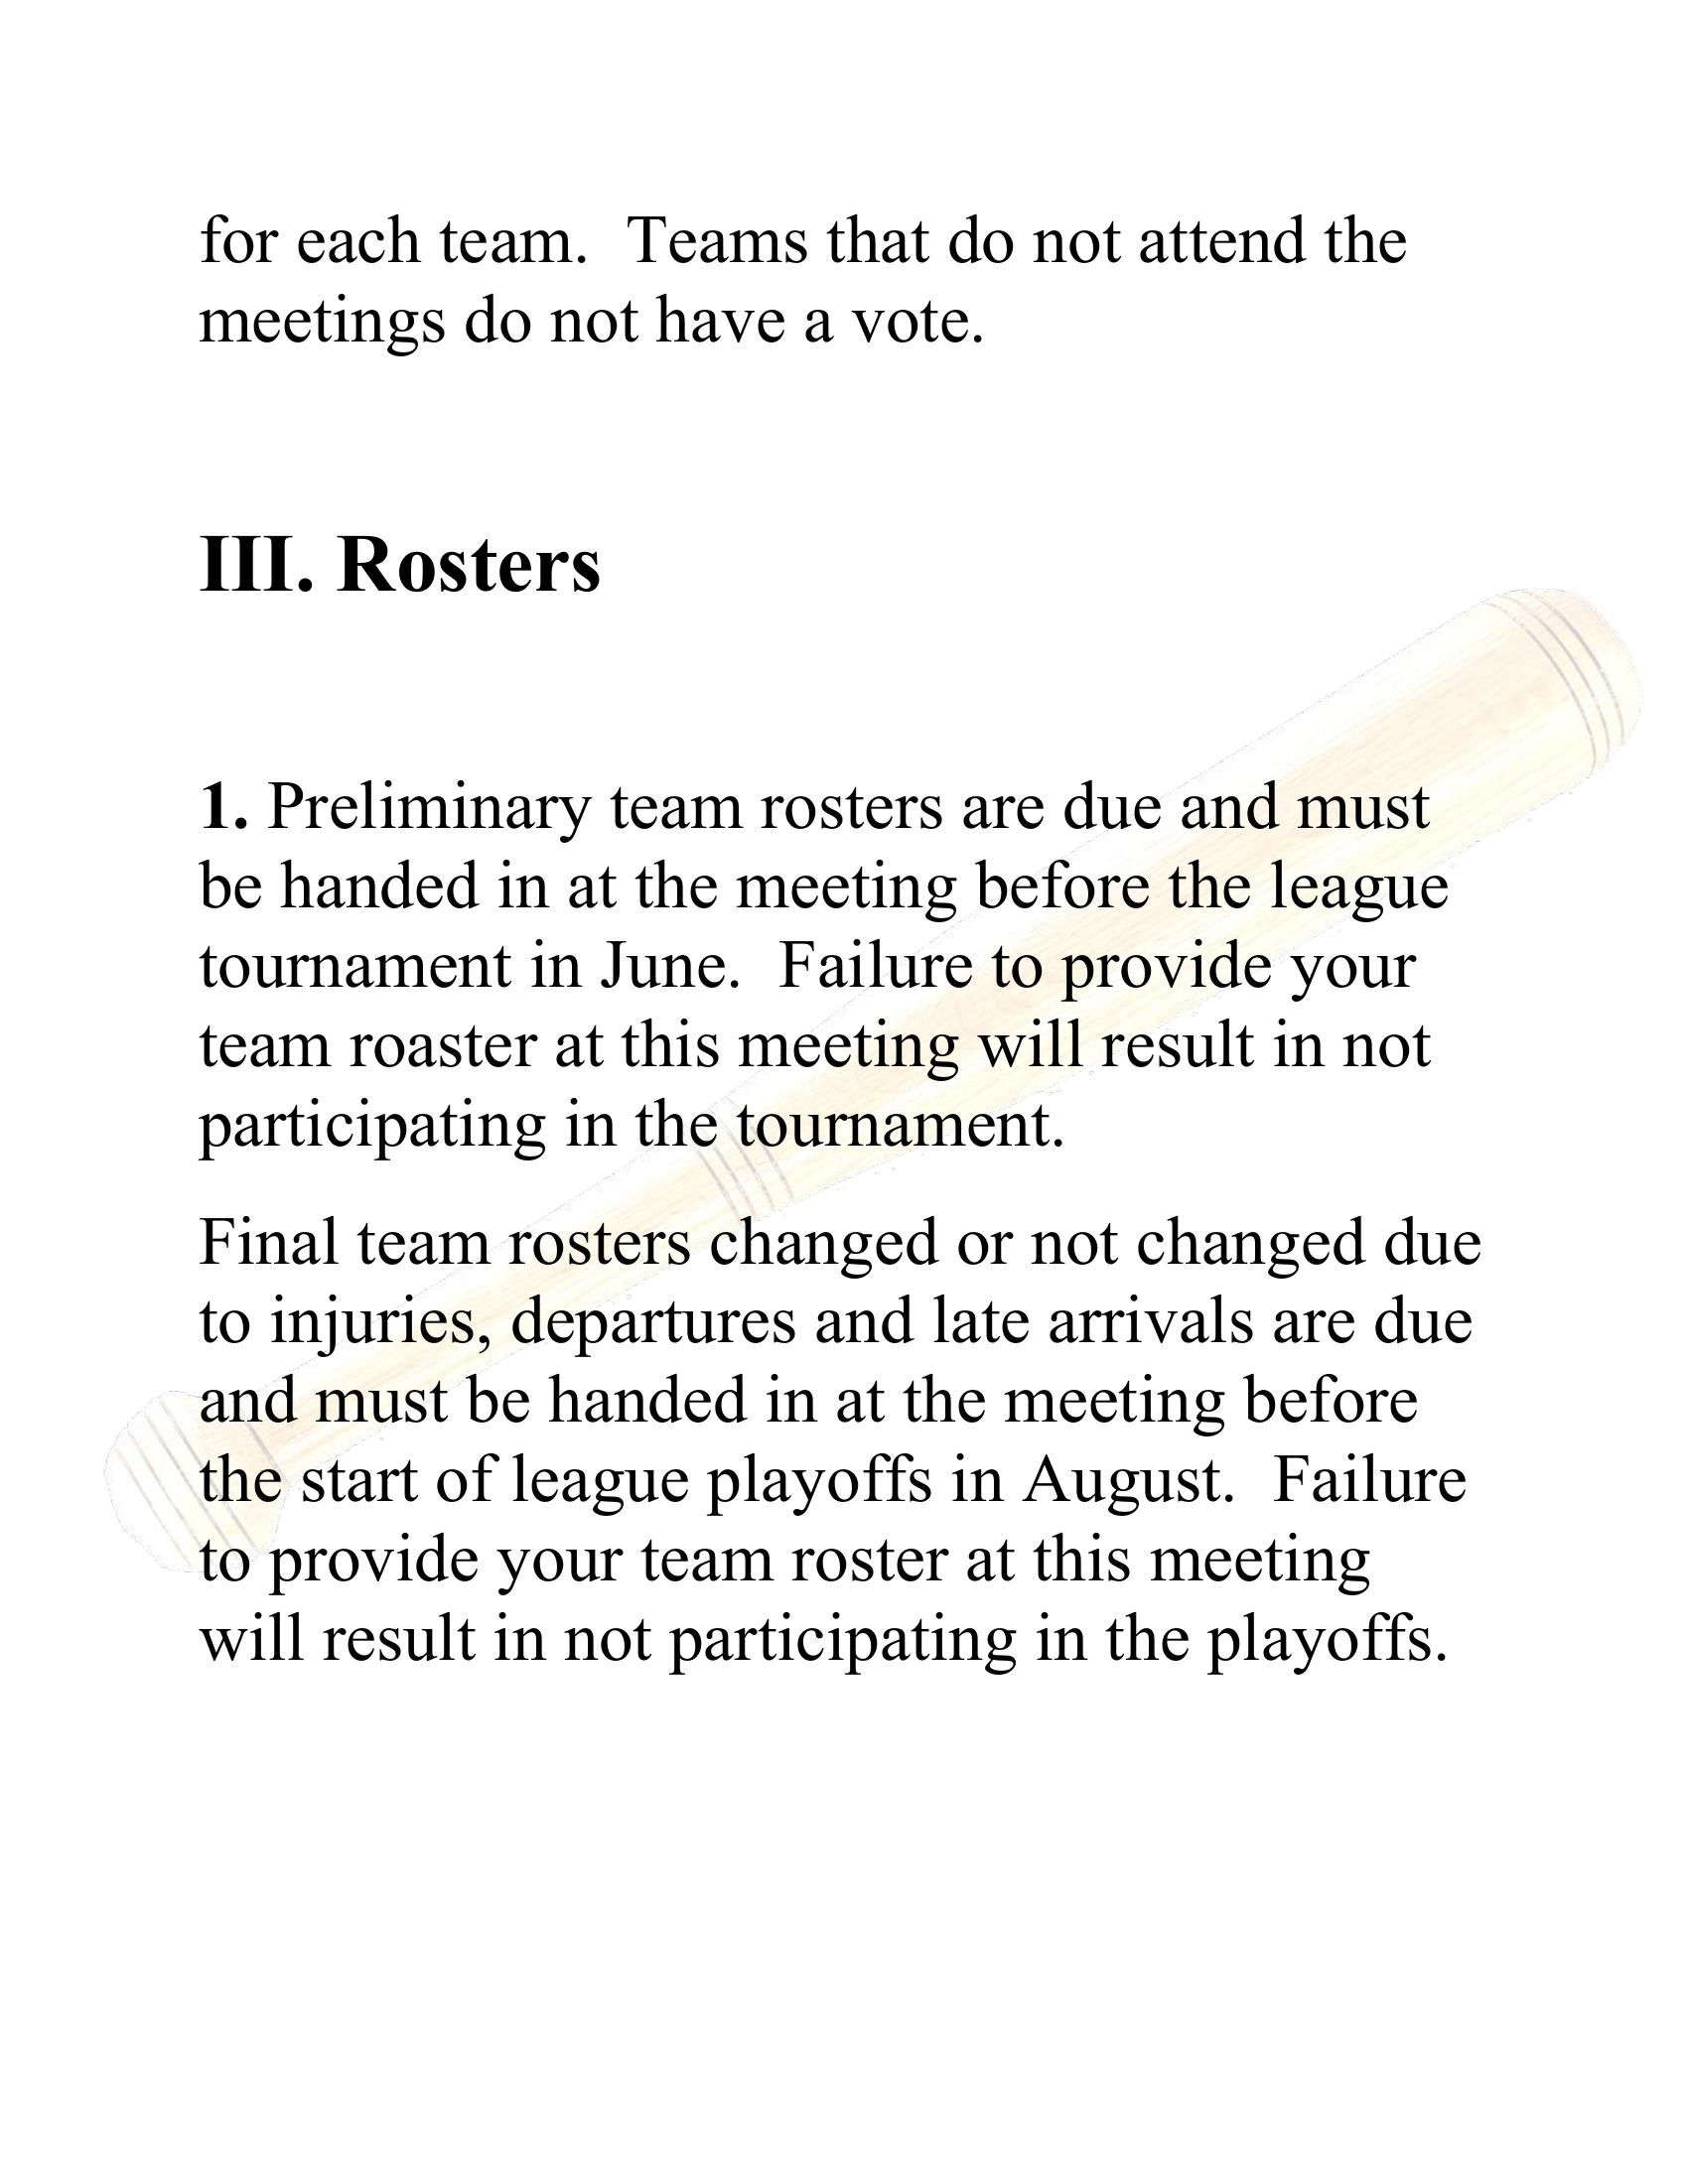 for each team.  Teams that do not attend the
meetings do not have a vote.
III. Rosters
1. Preliminary team rosters are due and must
be handed in at the meeting before the league
tournament in June.  Failure to provide your
team roaster at this meeting will result in not
participating in the tournament.
Final team rosters changed or not changed due
to injuries, departures and late arrivals are due
and must be handed in at the meeting before
the start of league playoffs in August.  Failure
to provide your team roster at this meeting
will result in not participating in the playoffs.